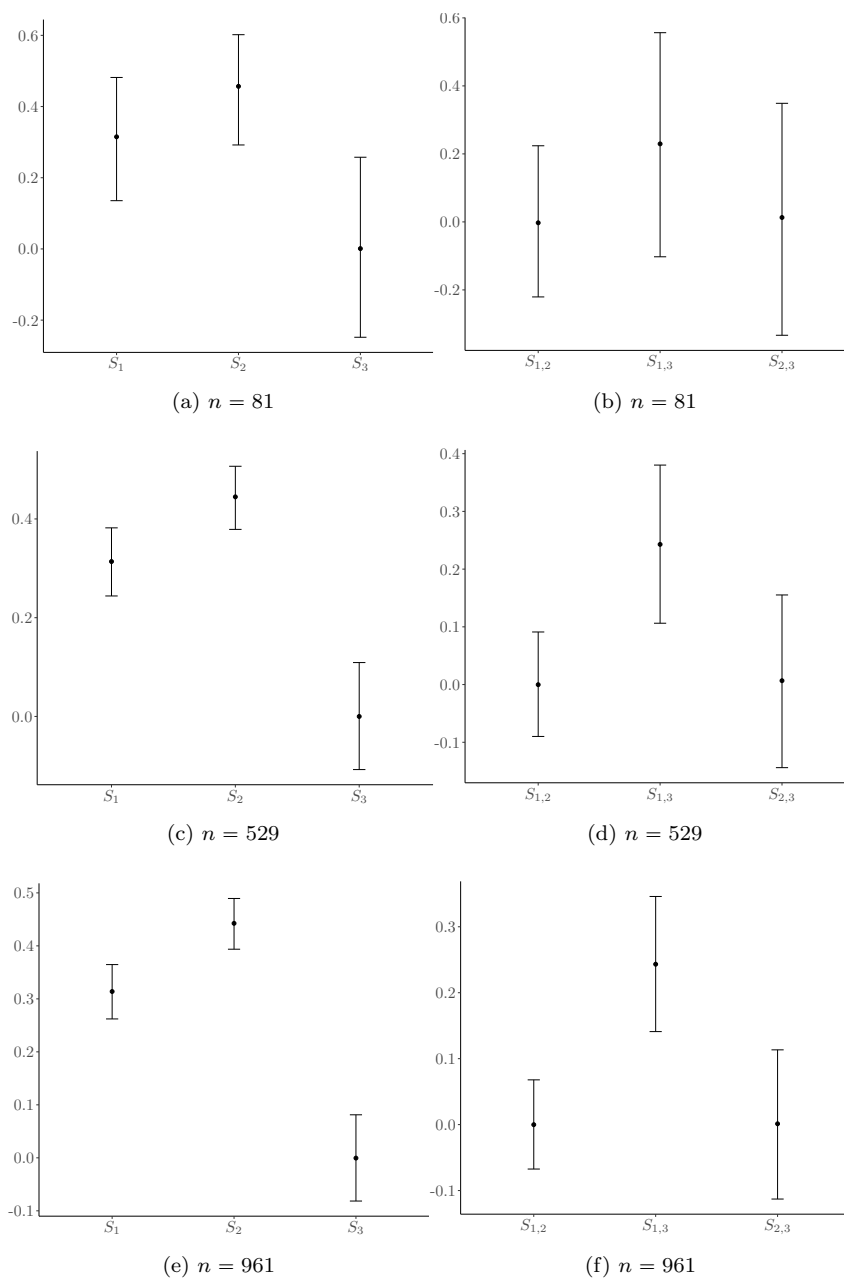 0.6
0.4
0.2
0.0
-0.2
S₁ S₂ S₃
(a) n = 81
0.6
0.4
0.2
0.0
-0.2
S₁,₂ S₁,₃ S₂,₃
(b) n = 81
0.4
0.2
0.0
S₁ S₂ S₃
(c) n = 529
0.4
0.3
0.2
0.1
0.0
-0.1
S₁,₂ S₁,₃ S₂,₃
(d) n = 529
0.5
0.4
0.3
0.2
0.1
0.0
-0.1
S₁ S₂ S₃
(e) n = 961
0.3
0.2
0.1
0.0
-0.1
S₁,₂ S₁,₃ S₂,₃
(f) n = 961